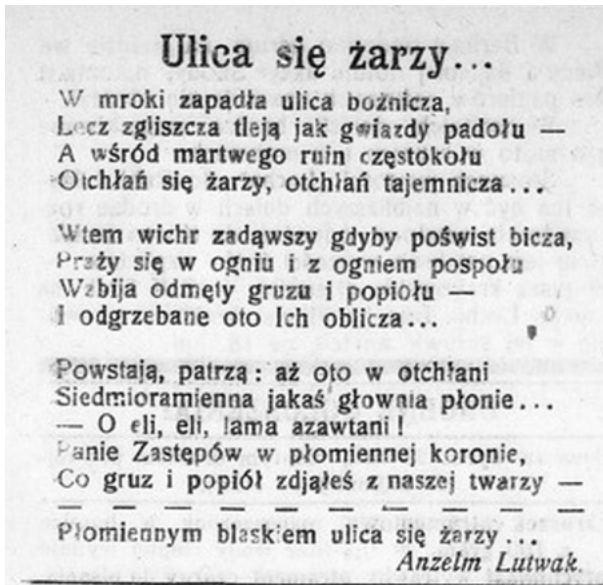 Ulica się żarzy...
W mroki zapadła ulica bożnicza,
Lecz zgliszcza tleją jak gwiazdy padołu —
A wśród martwego ruin częstokołu
Otchłań się żarzy, otchłań tajemnicza....
Wtem wichr zadąwszy gdyby poświst bicza,
Praży się w ogniu i z ogniem pospołu
Wzbija odmęty gruzu i popiołu —
I odgrzebane oto Ich oblicza...
Powstają, patrzą: aż oto w otchłani
Siedmioramienna jakaś głownia płonie...
— O eli, eli, lama azawtani!
Panie Zastępów w płomiennej koronie,
Co gruz i popiół zdjąłeś z naszej twarzy —
— — — — — — — — — —
Płomiennym blaskiem ulica się żarzy ...
Anzelm Lutwak.